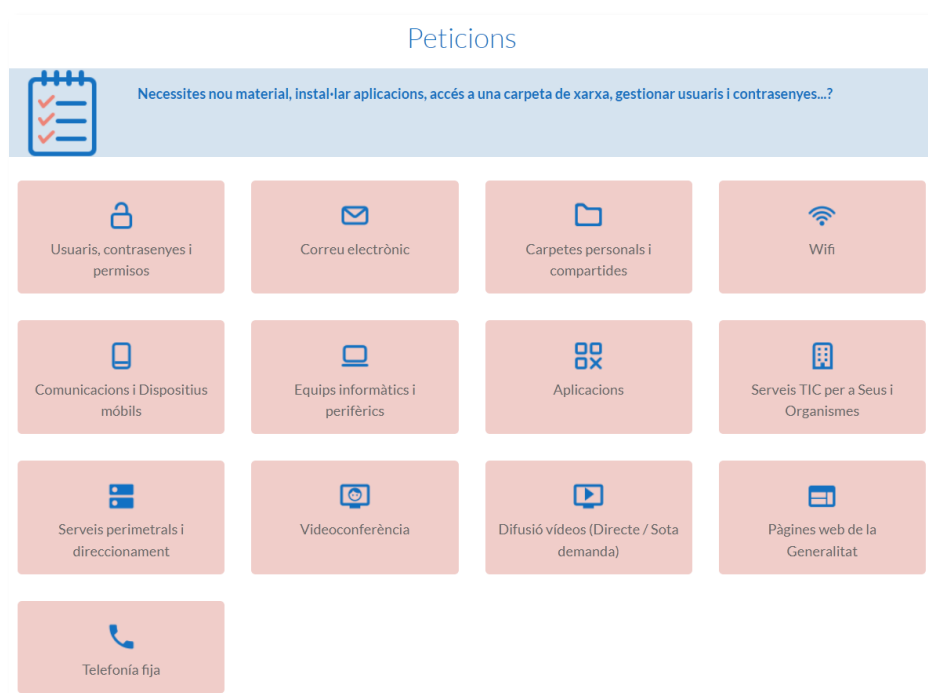 Peticions
Necessites nou material, instal·lar aplicacions, accés a una carpeta de xarxa, gestionar usuaris i contrasenyes...?
Usuaris, contrasenyes i
permisos
Correu electrònic
Carpetes personals i
compartides
Wifi
Comunicacions i Dispositius
móbils
Equips informàtics i
perifèrics
Aplicacions
Serveis TIC per a Seus i
Organismes
Serveis perimetrals i
direccionament
Videoconferència
Difusió vídeos (Directe / Sota
demanda)
Pàgines web de la
Generalitat
Telefonía fija